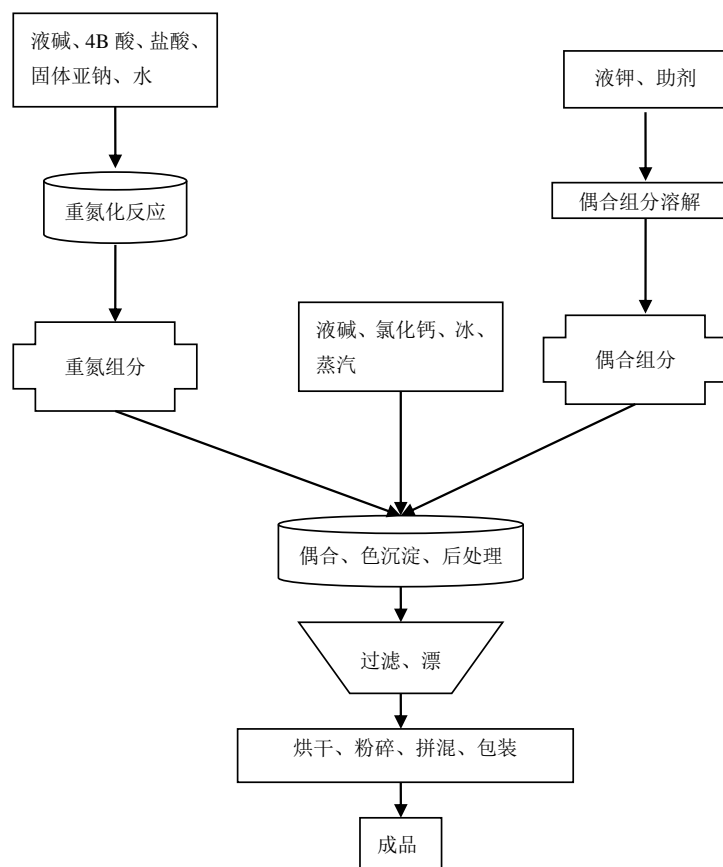 液碱、4B 酸、盐酸、
固体亚钠、水
液钾、助剂
重氮化反应
偶合组分溶解
液碱、氯化钙、冰、
蒸汽
重氮组分
偶合组分
偶合、色沉淀、后处理
过滤、漂
烘干、粉碎、拼混、包装
成品